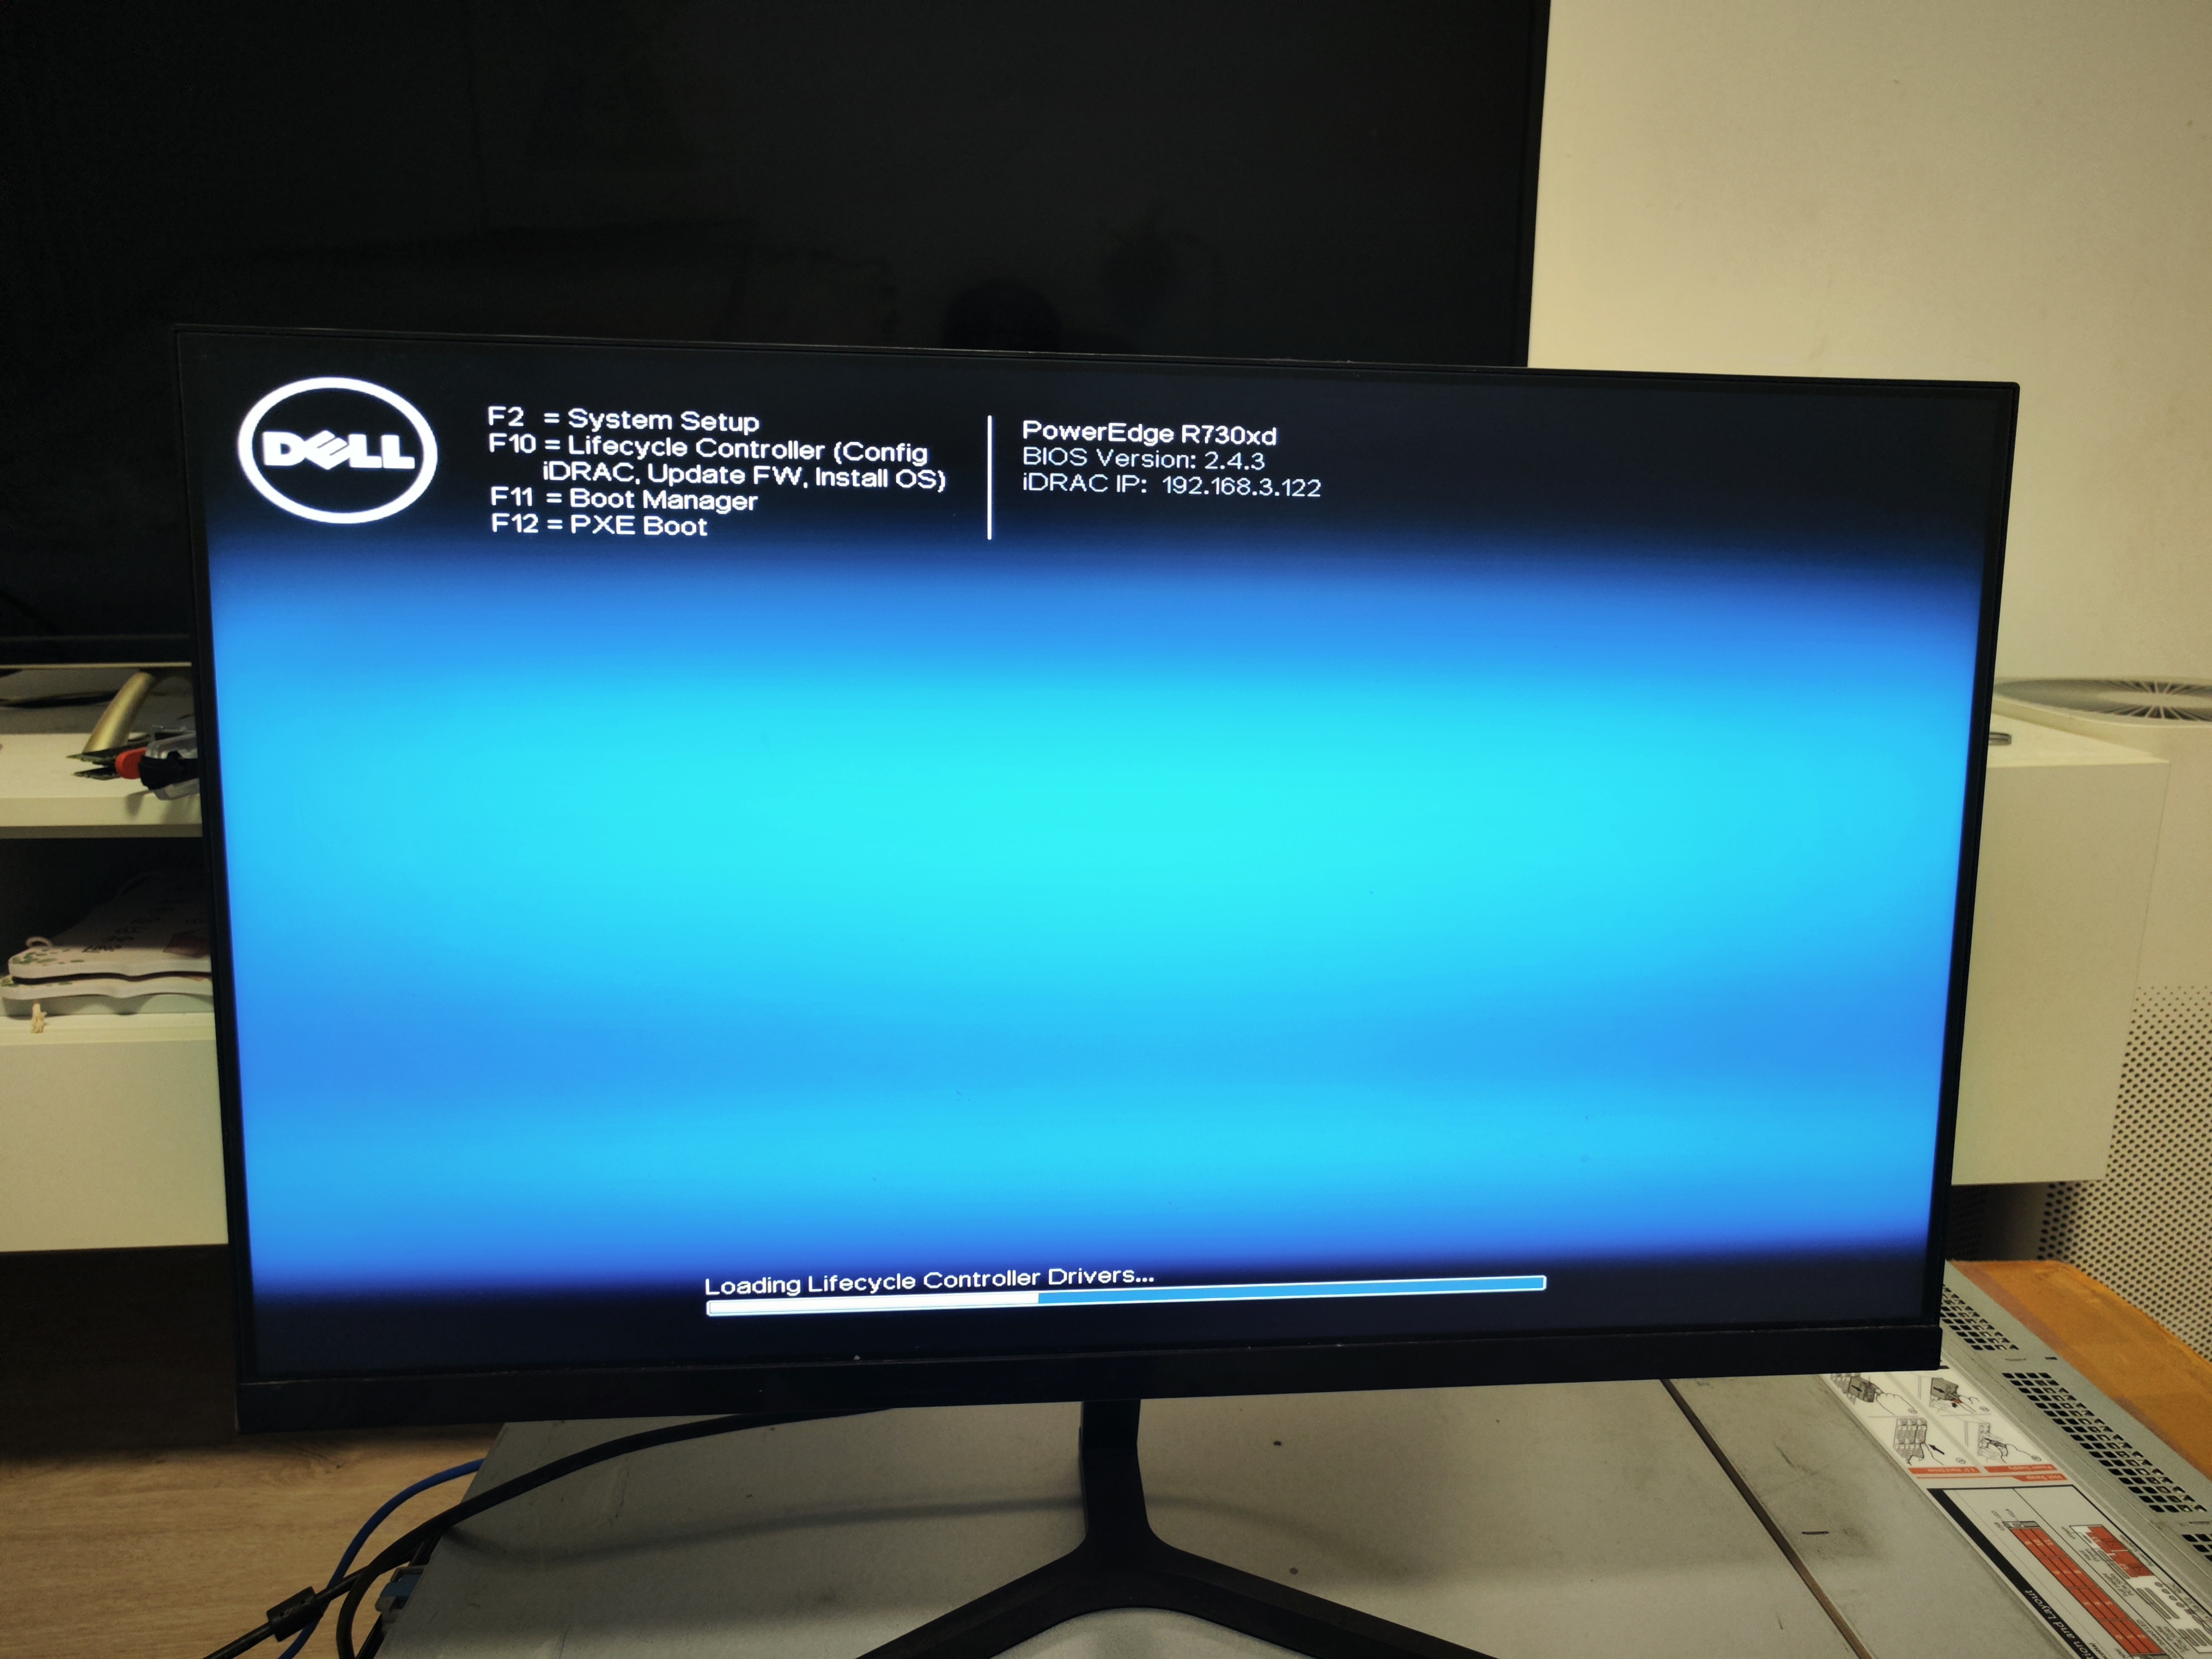 DELL
F2 = System Setup
F10 = Lifecycle Controller (Config
iDRAC, Update FW, Install OS)
F11 = Boot Manager
F12 = PXE Boot
PowerEdge R730xd
BIOS Version: 2.4.3
iDRAC IP: 192.168.3.122
Loading Lifecycle Controller Drivers...